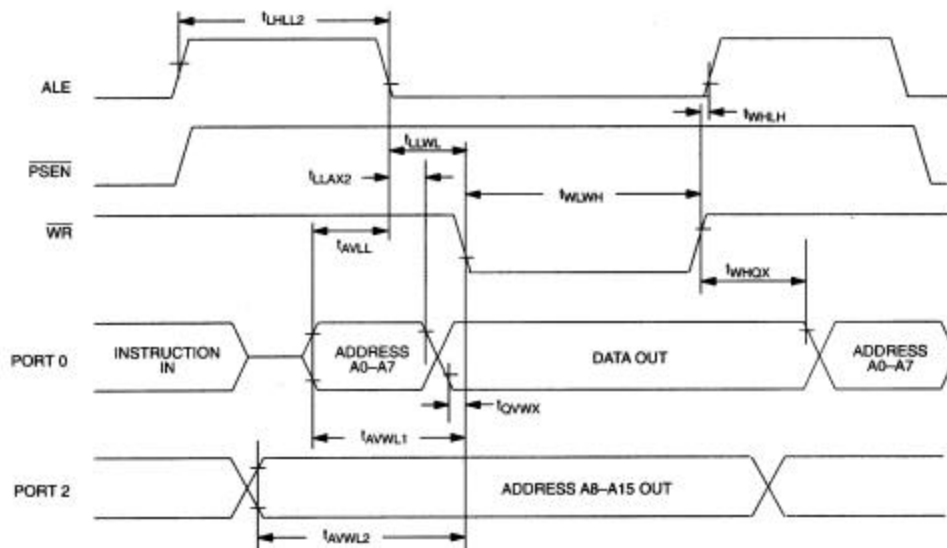 tLHLL2
ALE
tWHLH
tLLWL
PSEN
tLLAX2
tWLWH
WR
tAVLL
tWHQX
PORT 0
INSTRUCTION
IN
ADDRESS
A0–A7
DATA OUT
ADDRESS
A0–A7
tQVWX
tAVWL1
PORT 2
ADDRESS A8–A15 OUT
tAVWL2